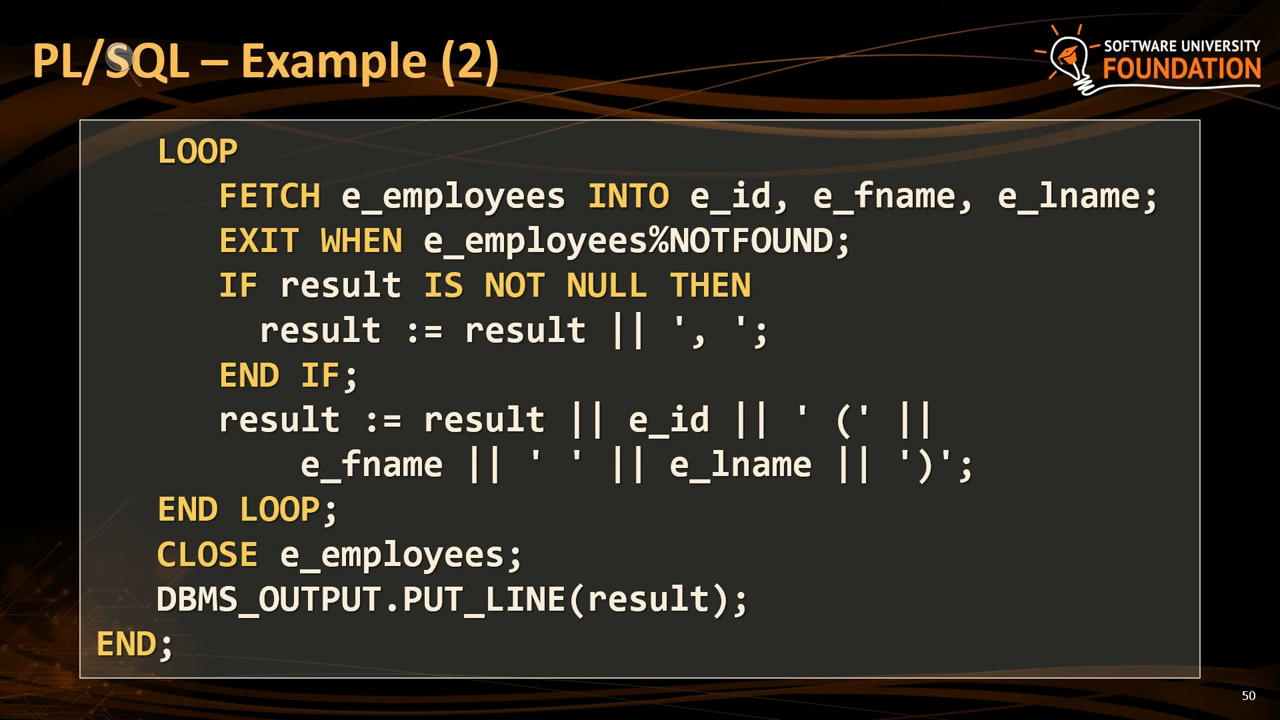 PL/SQL – Example (2)
SOFTWARE UNIVERSITY
FOUNDATION
LOOP
FETCH e_employees INTO e_id, e_fname, e_lname;
EXIT WHEN e_employees%NOTFOUND;
IF result IS NOT NULL THEN
result := result || ', ';
END IF;
result := result || e_id || ' (' ||
e_fname || ' ' || e_lname || ')';
END LOOP;
CLOSE e_employees;
DBMS_OUTPUT.PUT_LINE(result);
END;
50